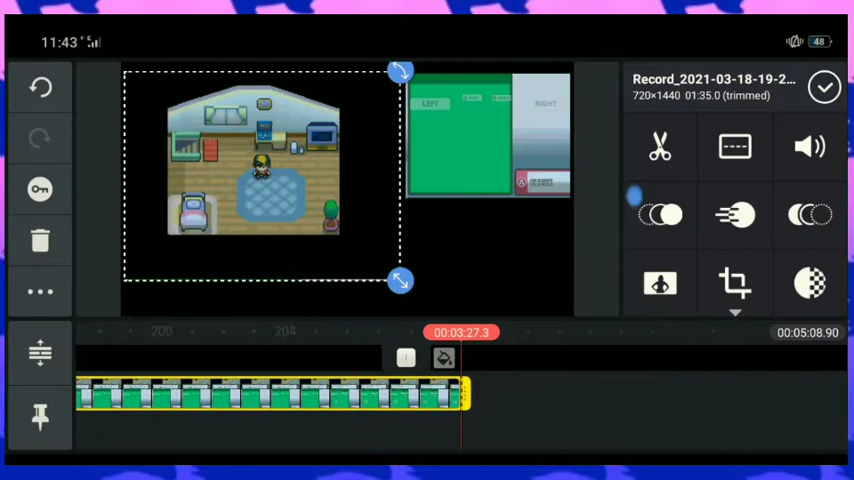 11:43
48
Record_2021-03-18-19-2...
720×1440 01:35.0 (trimmed)
LEFT
RIGHT
200
204
00:03:27.3
00:05:08.90